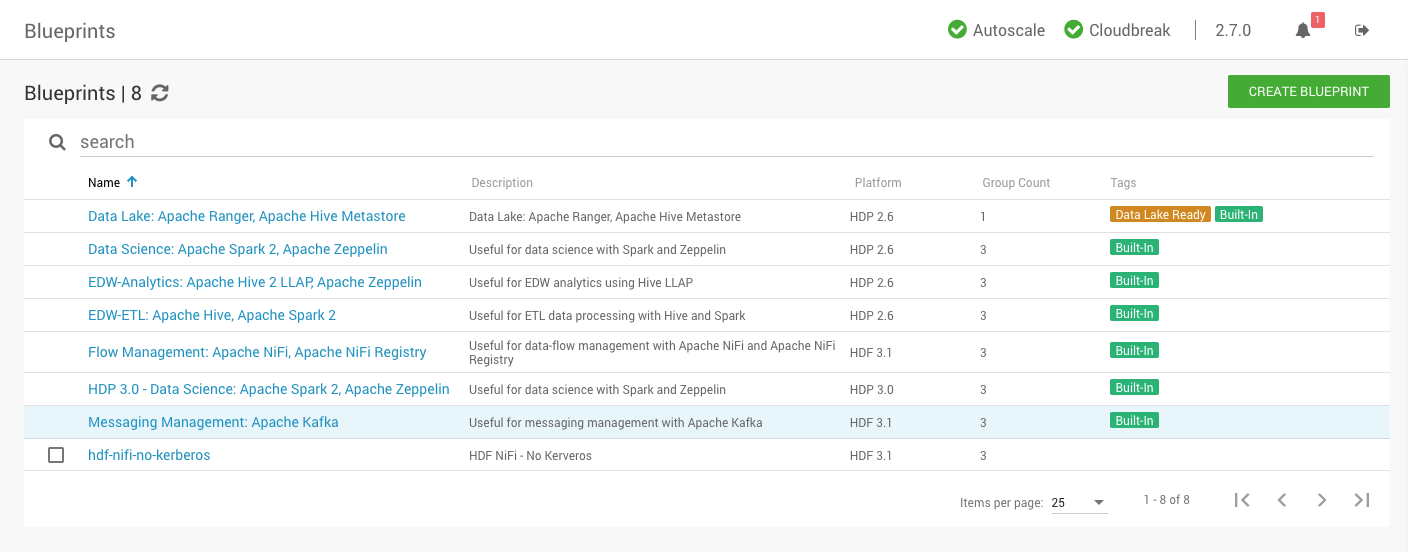 Blueprints
Autoscale Cloudbreak 2.7.0 1
Blueprints | 8
CREATE BLUEPRINT
search
Name Description Platform Group Count Tags
Data Lake: Apache Ranger, Apache Hive Metastore Data Lake: Apache Ranger, Apache Hive Metastore HDP 2.6 1 Data Lake Ready Built-In
Data Science: Apache Spark 2, Apache Zeppelin Useful for data science with Spark and Zeppelin HDP 2.6 3 Built-In
EDW-Analytics: Apache Hive 2 LLAP, Apache Zeppelin Useful for EDW analytics using Hive LLAP HDP 2.6 3 Built-In
EDW-ETL: Apache Hive, Apache Spark 2 Useful for ETL data processing with Hive and Spark HDP 2.6 3 Built-In
Flow Management: Apache NiFi, Apache NiFi Registry Useful for data-flow management with Apache NiFi and Apache NiFi HDF 3.1 3 Built-In
Registry
HDP 3.0 - Data Science: Apache Spark 2, Apache Zeppelin Useful for data science with Spark and Zeppelin HDP 3.0 3 Built-In
Messaging Management: Apache Kafka Useful for messaging management with Apache Kafka HDF 3.1 3 Built-In
hdf-nifi-no-kerberos HDF NiFi - No Kerveros HDF 3.1 3
Items per page: 25 1 - 8 of 8